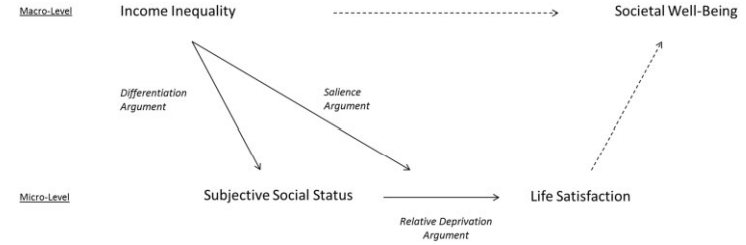 Macro-Level Income Inequality Societal Well-Being
Differentiation Salience
Argument Argument
Micro-Level Subjective Social Status Life Satisfaction
Relative Deprivation
Argument